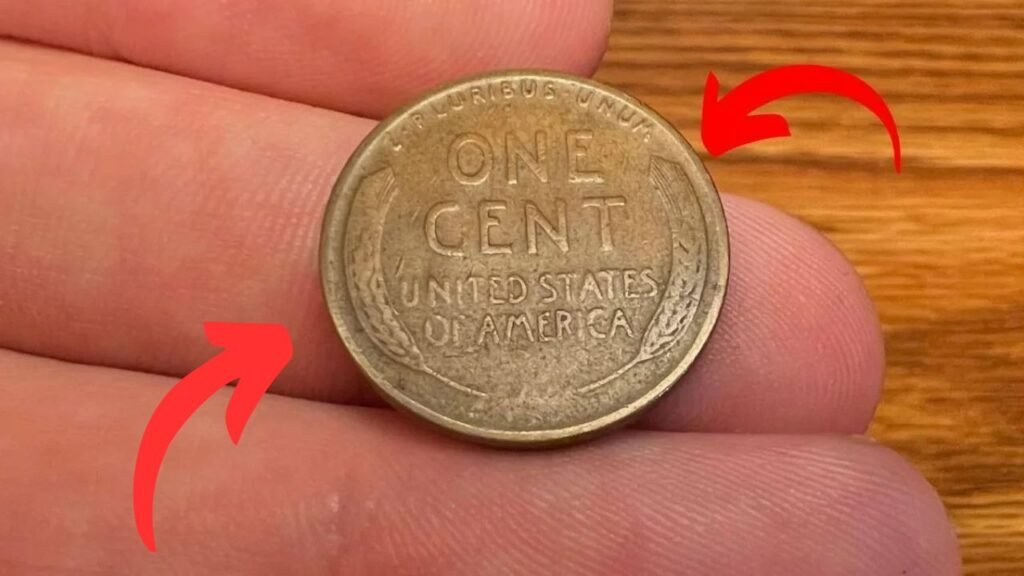 E PLURIBUS UNUM
ONE
CENT
UNITED STATES
OF AMERICA